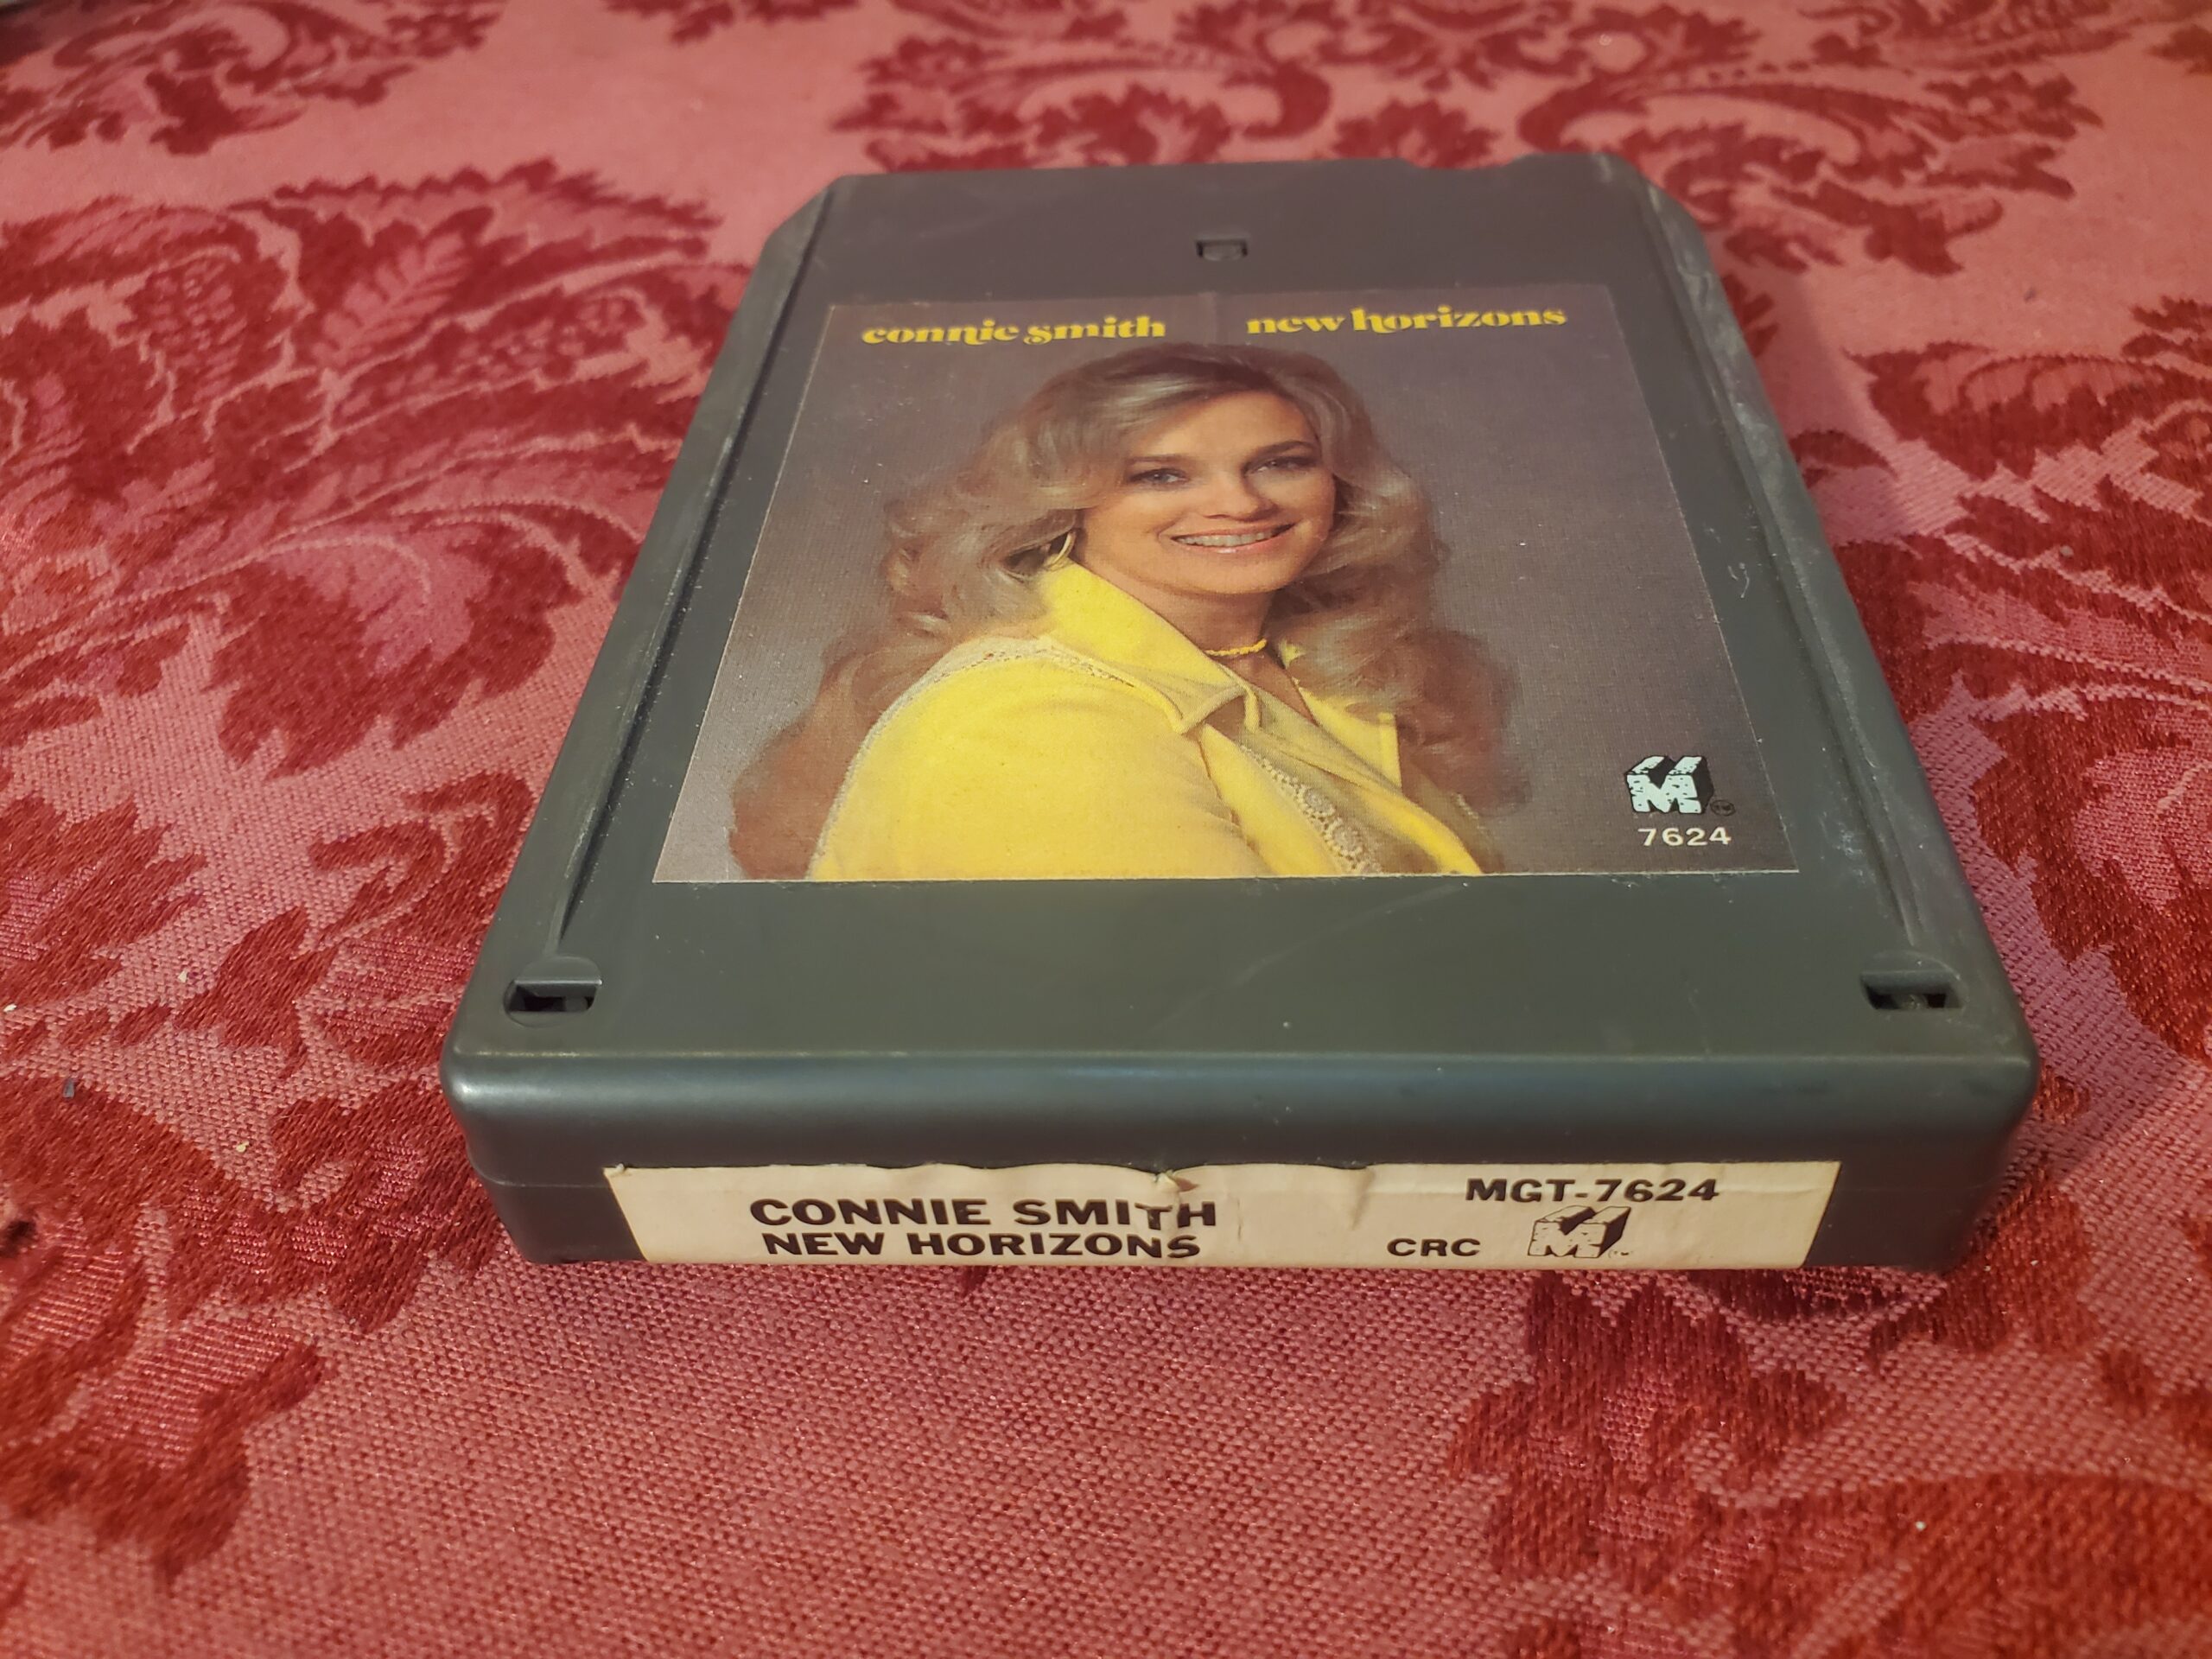 connie smith new horizons
M
7624
CONNIE SMITH
NEW HORIZONS
MGT-7624
CRC M